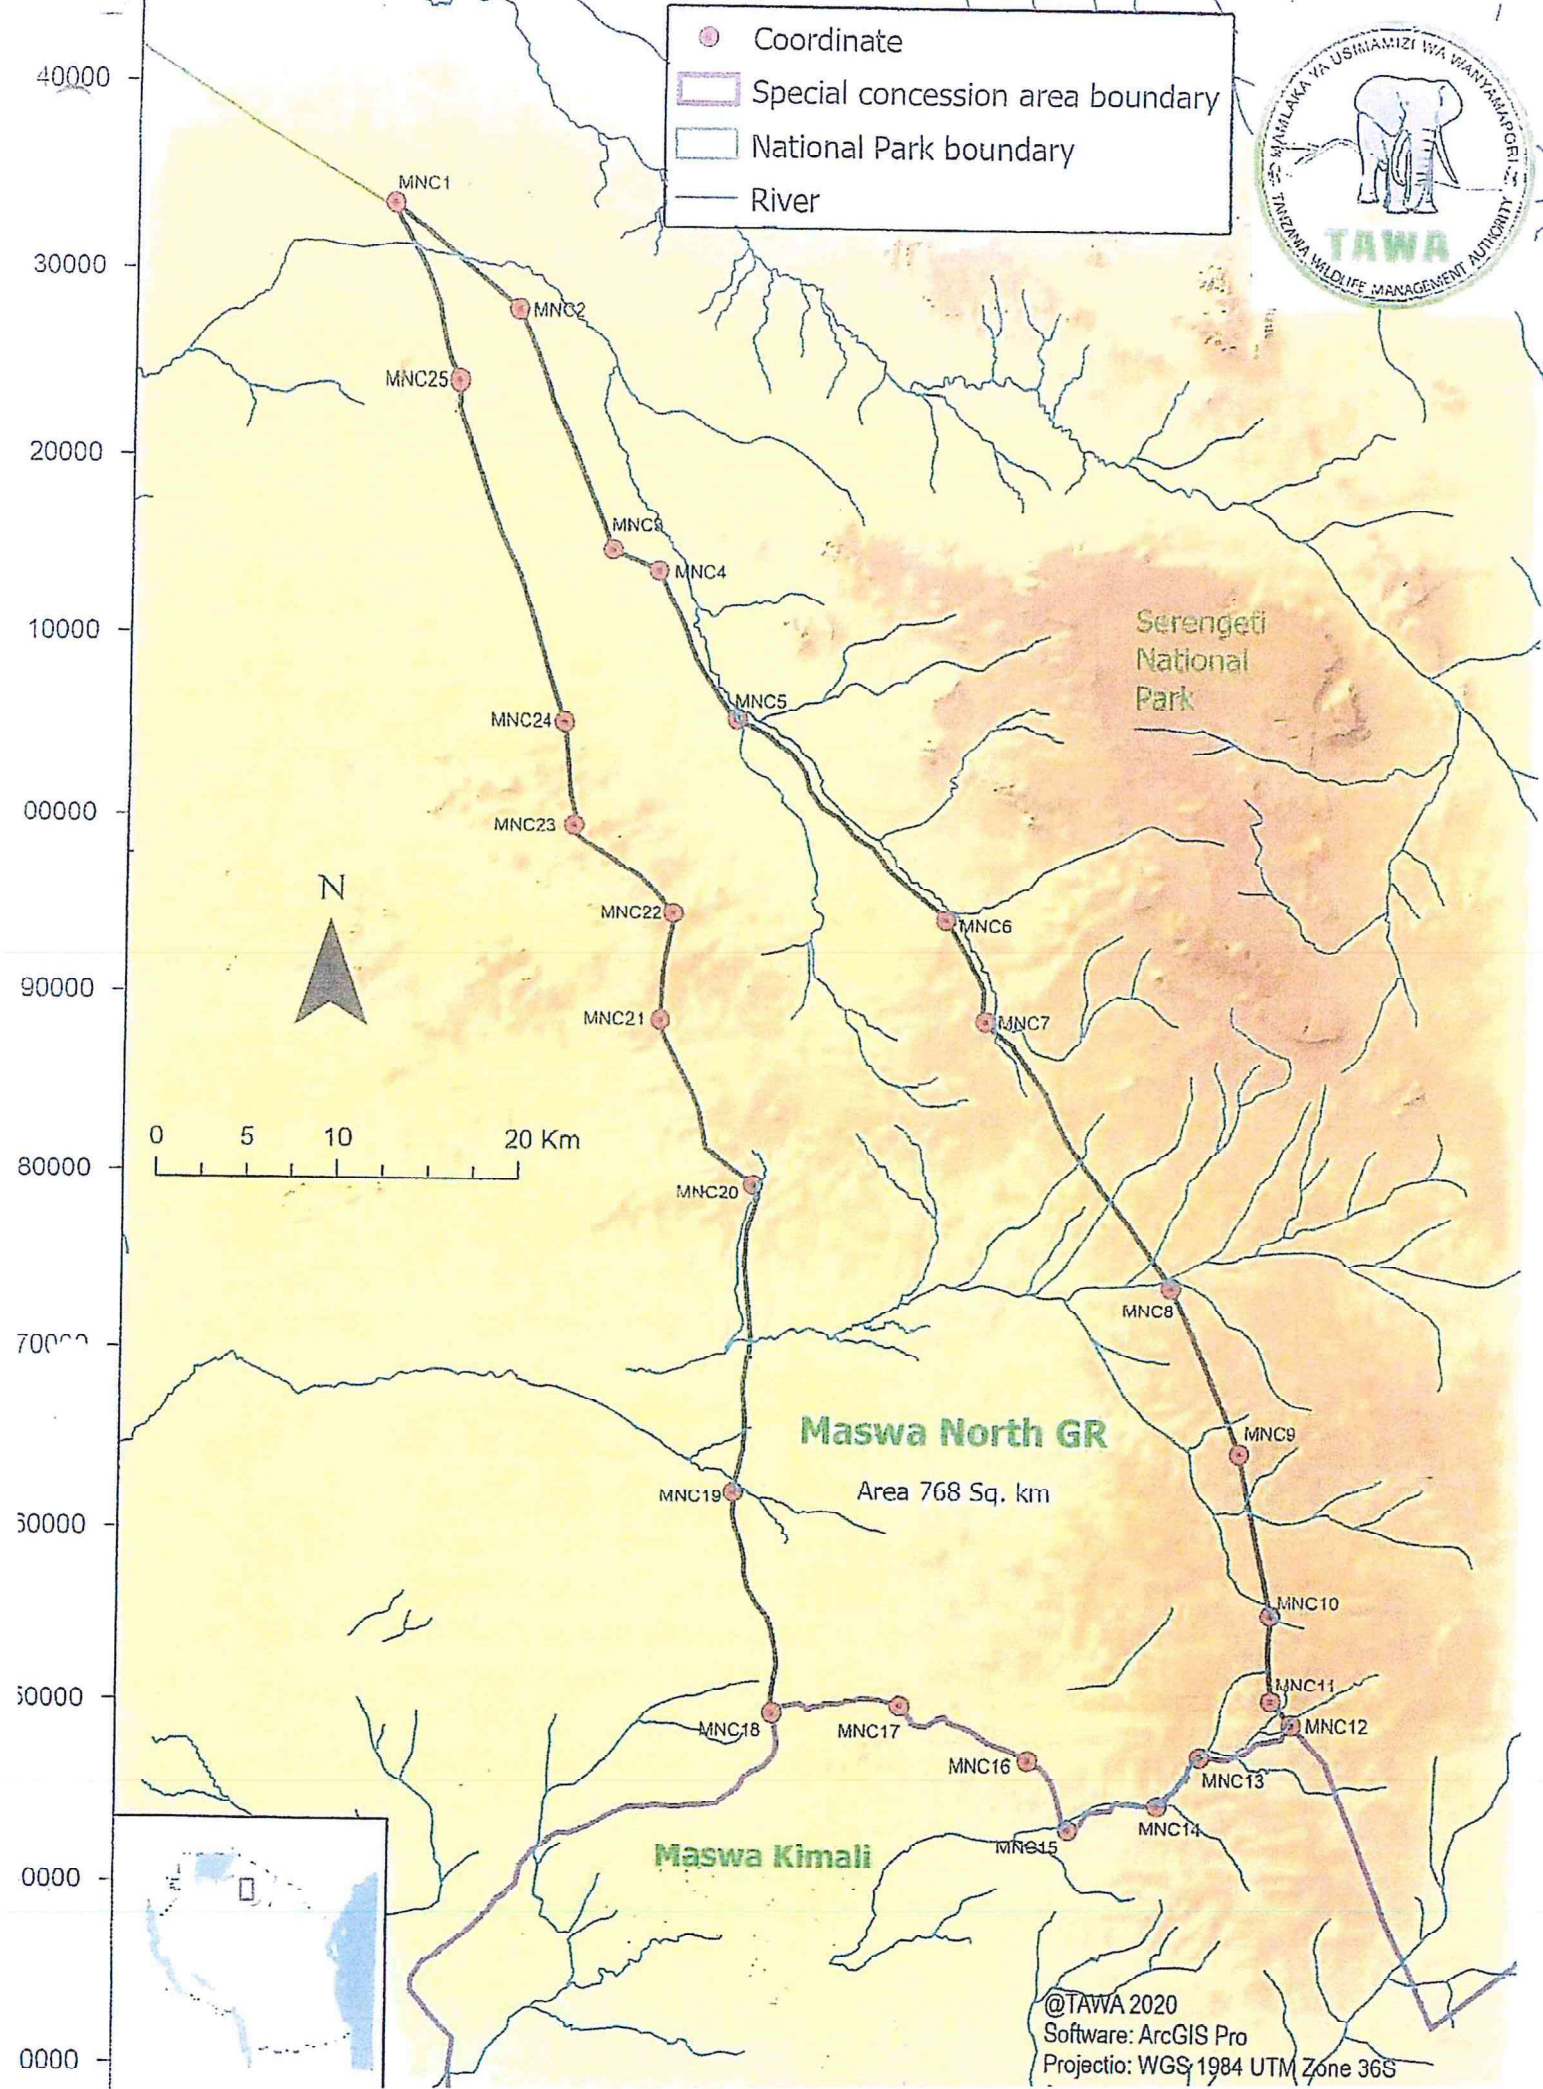 Coordinate
Special concession area boundary
National Park boundary
River
MAMLAKA YA USIMAMIZI WA WANYAMAPORI
TAWA
TANZANIA WILDLIFE MANAGEMENT AUTHORITY
40000
30000
20000
10000
00000
90000
80000
60000
0000
0000
MNC1
MNC2
MNC25
MNC3
MNC4
Serengeti
National
Park
MNC5
MNC24
MNC23
N
MNC22
MNC6
MNC21
MNC7
0 5 10 20 Km
MNC20
MNC8
Maswa North GR
MNC9
Area 768 Sq. km
MNC19
MNC10
MNC11
MNC18
MNC17
MNC12
MNC16
MNC13
MNC14
MNC15
Maswa Kimali
@TAWA 2020
Software: ArcGIS Pro
Projectio: WGS 1984 UTM Zone 36S